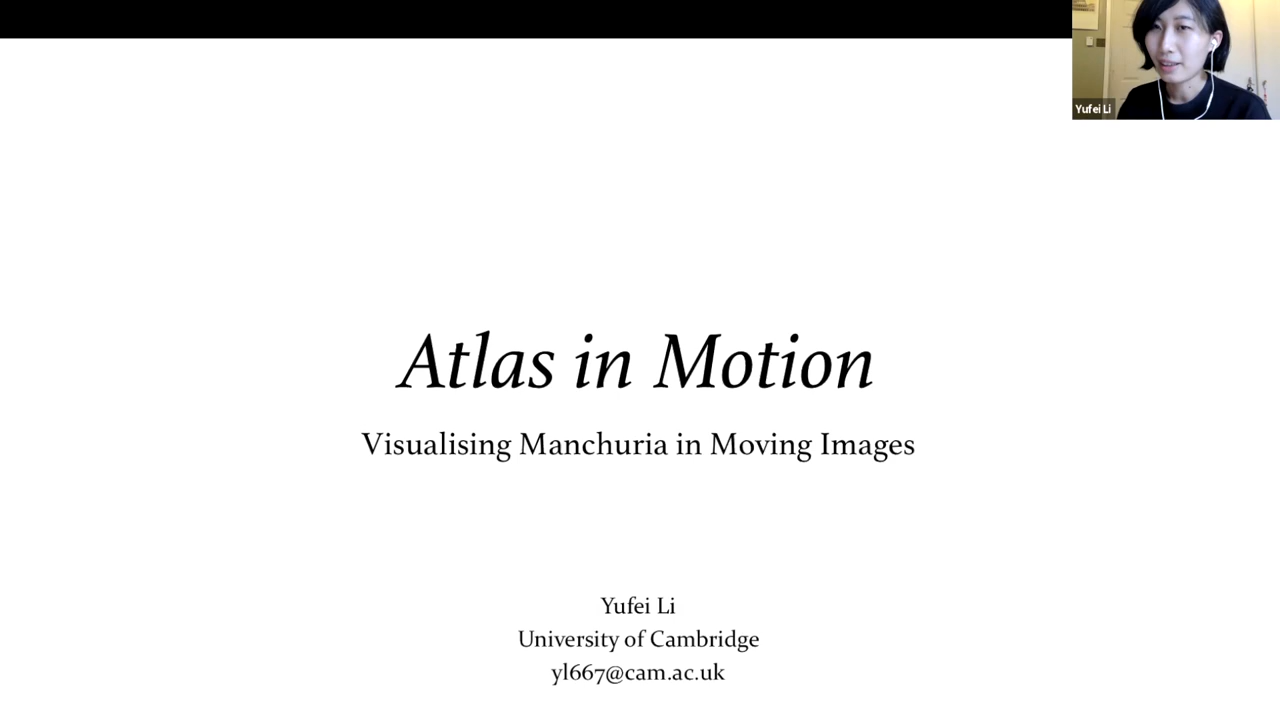 Yufei Li
Atlas in Motion
Visualising Manchuria in Moving Images
Yufei Li
University of Cambridge
yl667@cam.ac.uk